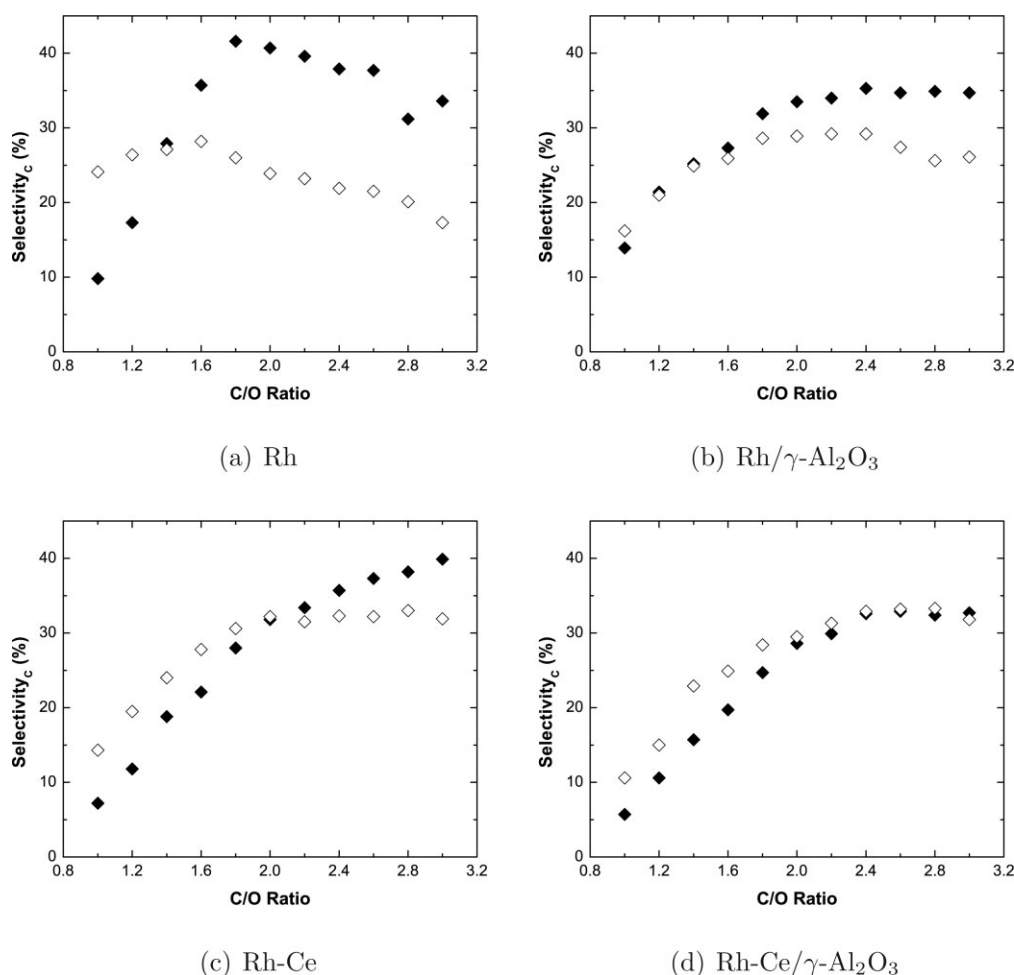 Selectivity_C (%)
40
30
20
10
0
0.8 1.2 1.6 2.0 2.4 2.8 3.2
C/O Ratio
(a) Rh
Selectivity_C (%)
40
30
20
10
0
0.8 1.2 1.6 2.0 2.4 2.8 3.2
C/O Ratio
(b) Rh/γ-Al₂O₃
Selectivity_C (%)
40
30
20
10
0
0.8 1.2 1.6 2.0 2.4 2.8 3.2
C/O Ratio
(c) Rh-Ce
Selectivity_C (%)
40
30
20
10
0
0.8 1.2 1.6 2.0 2.4 2.8 3.2
C/O Ratio
(d) Rh-Ce/γ-Al₂O₃